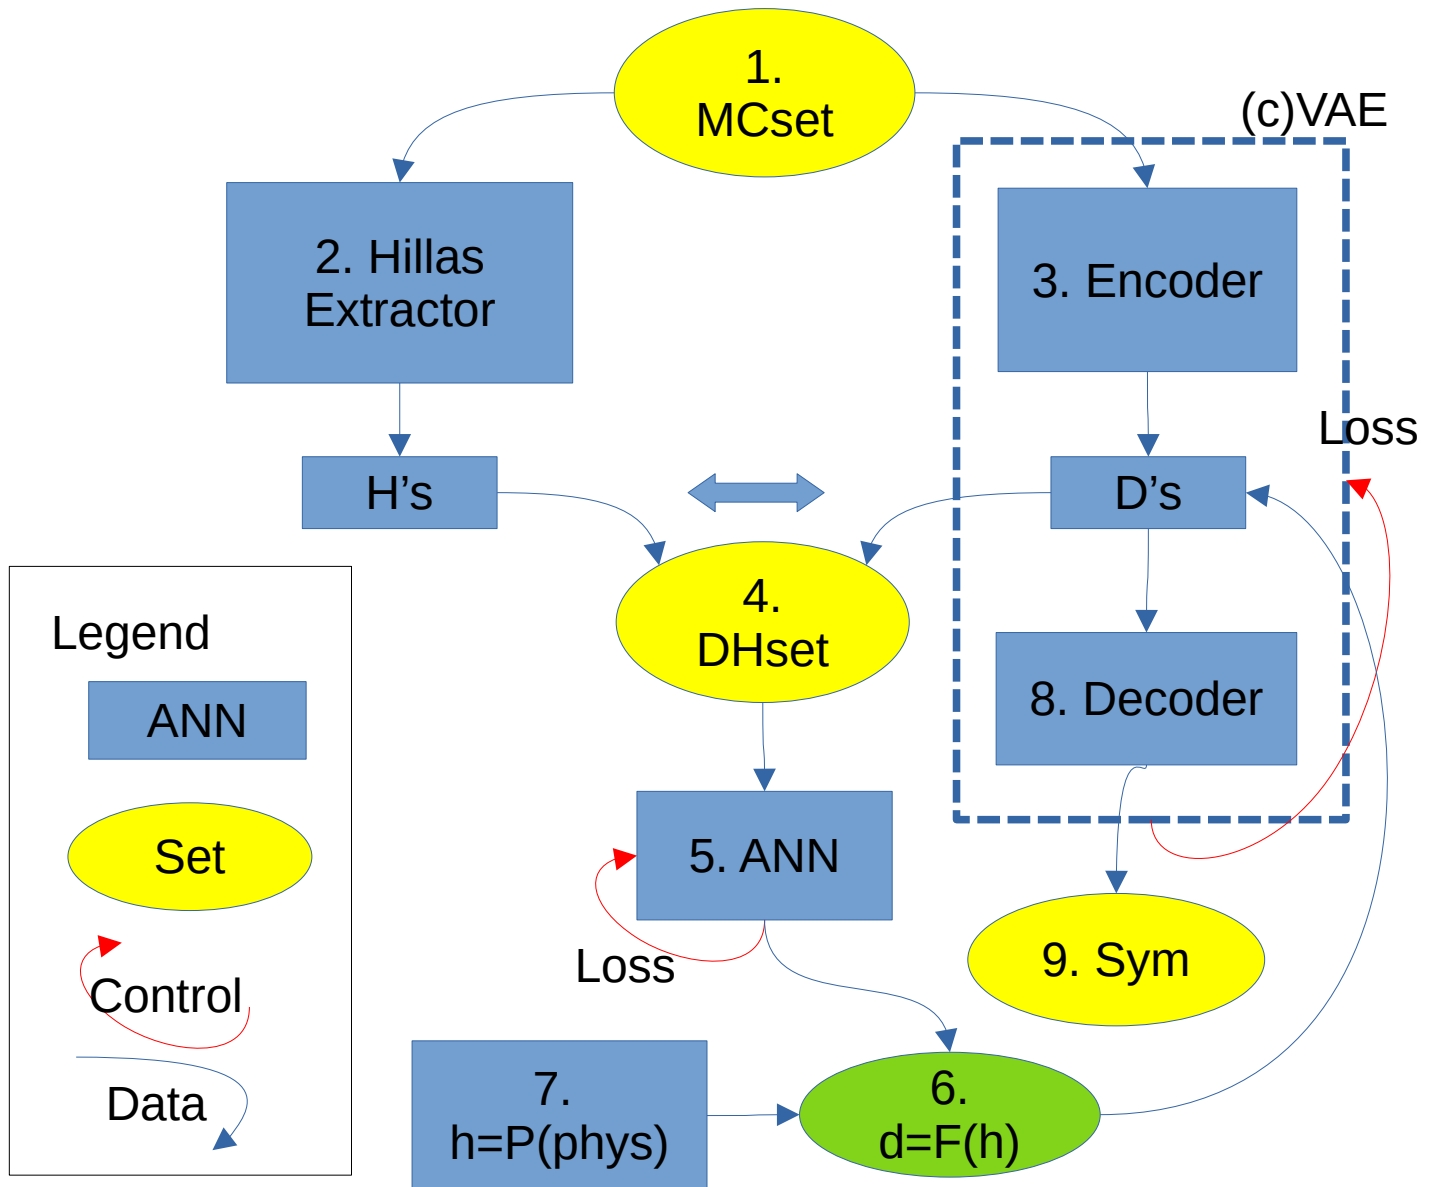 1.
MCset
(c)VAE
2. Hillas
Extractor
3. Encoder
Loss
H’s
D’s
4.
DHset
Legend
ANN
8. Decoder
Set
5. ANN
Loss
9. Sym
Control
Data
7.
h=P(phys)
6.
d=F(h)